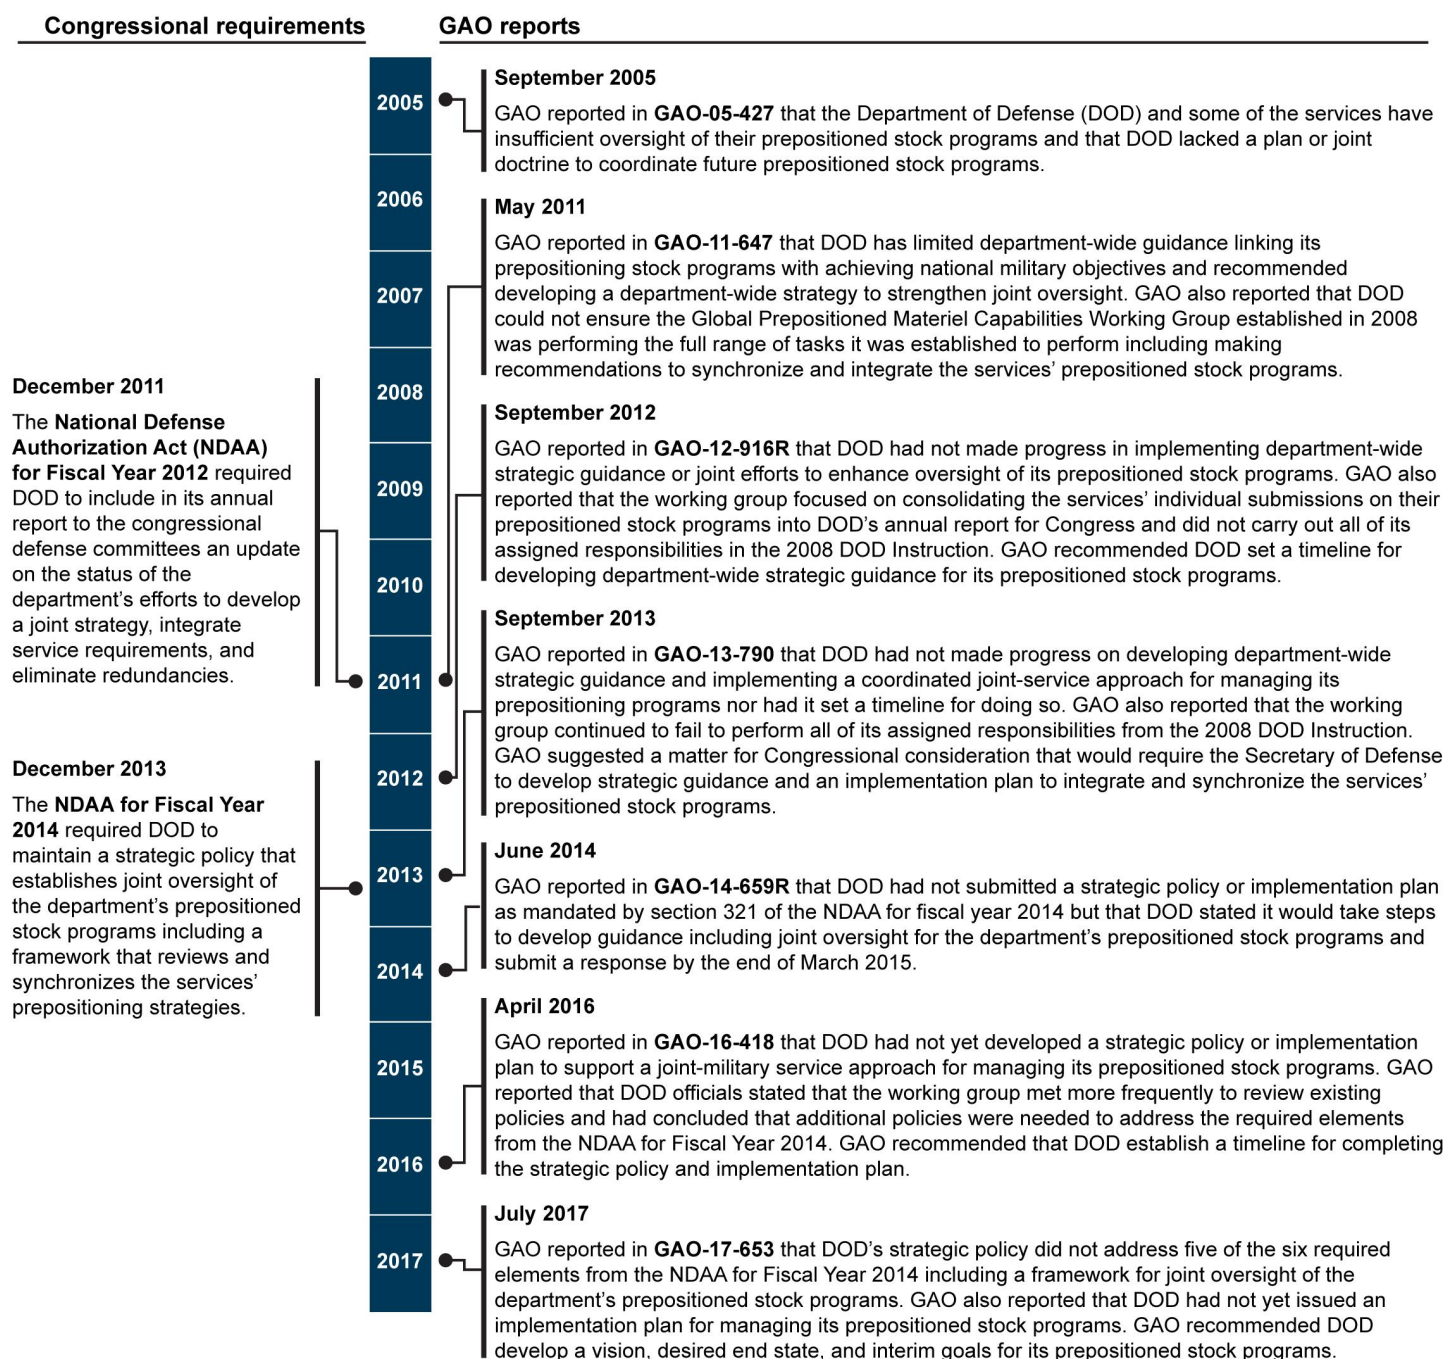 Congressional requirements
GAO reports
2005
2006
2007
2008
2009
2010
2011
2012
2013
2014
2015
2016
2017
December 2011
The National Defense
Authorization Act (NDAA)
for Fiscal Year 2012 required
DOD to include in its annual
report to the congressional
defense committees an update
on the status of the
department’s efforts to develop
a joint strategy, integrate
service requirements, and
eliminate redundancies.
December 2013
The NDAA for Fiscal Year
2014 required DOD to
maintain a strategic policy that
establishes joint oversight of
the department’s prepositioned
stock programs including a
framework that reviews and
synchronizes the services’
prepositioning strategies.
September 2005
GAO reported in GAO-05-427 that the Department of Defense (DOD) and some of the services have
insufficient oversight of their prepositioned stock programs and that DOD lacked a plan or joint
doctrine to coordinate future prepositioned stock programs.
May 2011
GAO reported in GAO-11-647 that DOD has limited department-wide guidance linking its
prepositioning stock programs with achieving national military objectives and recommended
developing a department-wide strategy to strengthen joint oversight. GAO also reported that DOD
could not ensure the Global Prepositioned Materiel Capabilities Working Group established in 2008
was performing the full range of tasks it was established to perform including making
recommendations to synchronize and integrate the services’ prepositioned stock programs.
September 2012
GAO reported in GAO-12-916R that DOD had not made progress in implementing department-wide
strategic guidance or joint efforts to enhance oversight of its prepositioned stock programs. GAO also
reported that the working group focused on consolidating the services’ individual submissions on their
prepositioned stock programs into DOD’s annual report for Congress and did not carry out all of its
assigned responsibilities in the 2008 DOD Instruction. GAO recommended DOD set a timeline for
developing department-wide strategic guidance for its prepositioned stock programs.
September 2013
GAO reported in GAO-13-790 that DOD had not made progress on developing department-wide
strategic guidance and implementing a coordinated joint-service approach for managing its
prepositioning programs nor had it set a timeline for doing so. GAO also reported that the working
group continued to fail to perform all of its assigned responsibilities from the 2008 DOD Instruction.
GAO suggested a matter for Congressional consideration that would require the Secretary of Defense
to develop strategic guidance and an implementation plan to integrate and synchronize the services’
prepositioned stock programs.
June 2014
GAO reported in GAO-14-659R that DOD had not submitted a strategic policy or implementation plan
as mandated by section 321 of the NDAA for fiscal year 2014 but that DOD stated it would take steps
to develop guidance including joint oversight for the department’s prepositioned stock programs and
submit a response by the end of March 2015.
April 2016
GAO reported in GAO-16-418 that DOD had not yet developed a strategic policy or implementation
plan to support a joint-military service approach for managing its prepositioned stock programs. GAO
reported that DOD officials stated that the working group met more frequently to review existing
policies and had concluded that additional policies were needed to address the required elements
from the NDAA for Fiscal Year 2014. GAO recommended that DOD establish a timeline for completing
the strategic policy and implementation plan.
July 2017
GAO reported in GAO-17-653 that DOD’s strategic policy did not address five of the six required
elements from the NDAA for Fiscal Year 2014 including a framework for joint oversight of the
department’s prepositioned stock programs. GAO also reported that DOD had not yet issued an
implementation plan for managing its prepositioned stock programs. GAO recommended DOD
develop a vision, desired end state, and interim goals for its prepositioned stock programs.